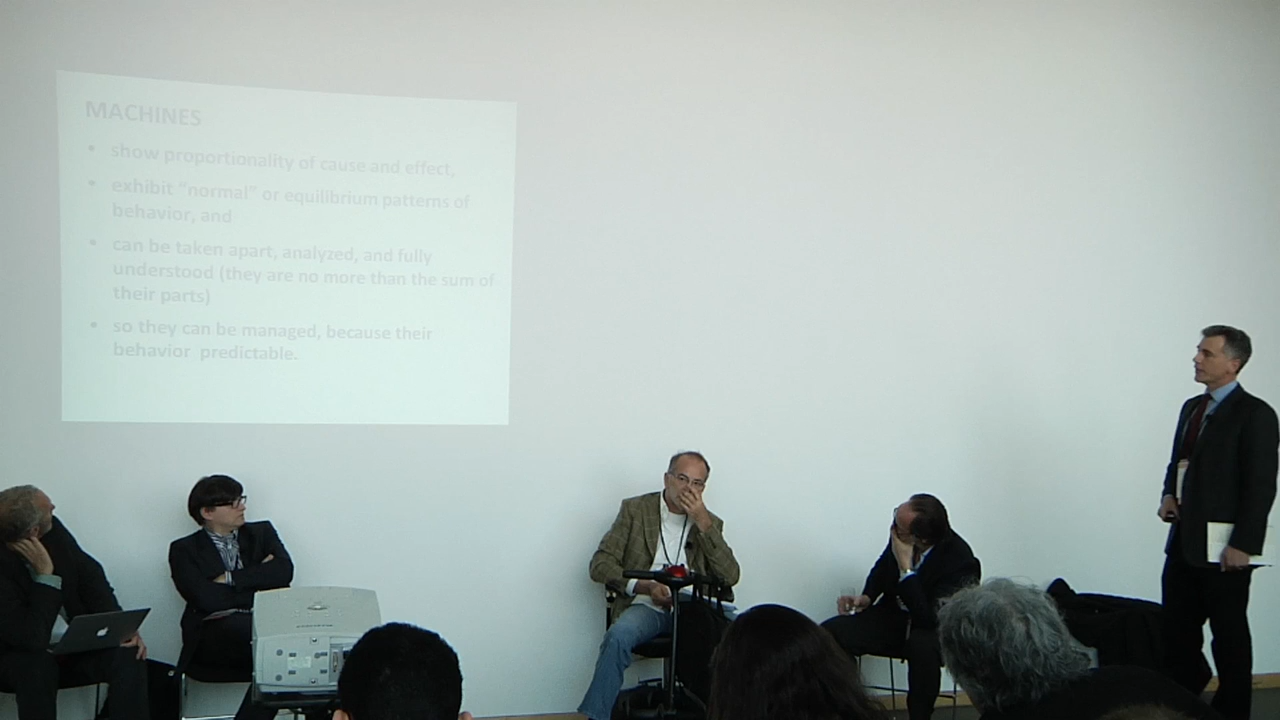 MACHINES
• show proportionality of cause and effect,
• exhibit “normal” or equilibrium patterns of
behavior, and
• can be taken apart, analyzed, and fully
understood (they are no more than the sum of
their parts)
• so they can be managed, because their
behavior predictable.